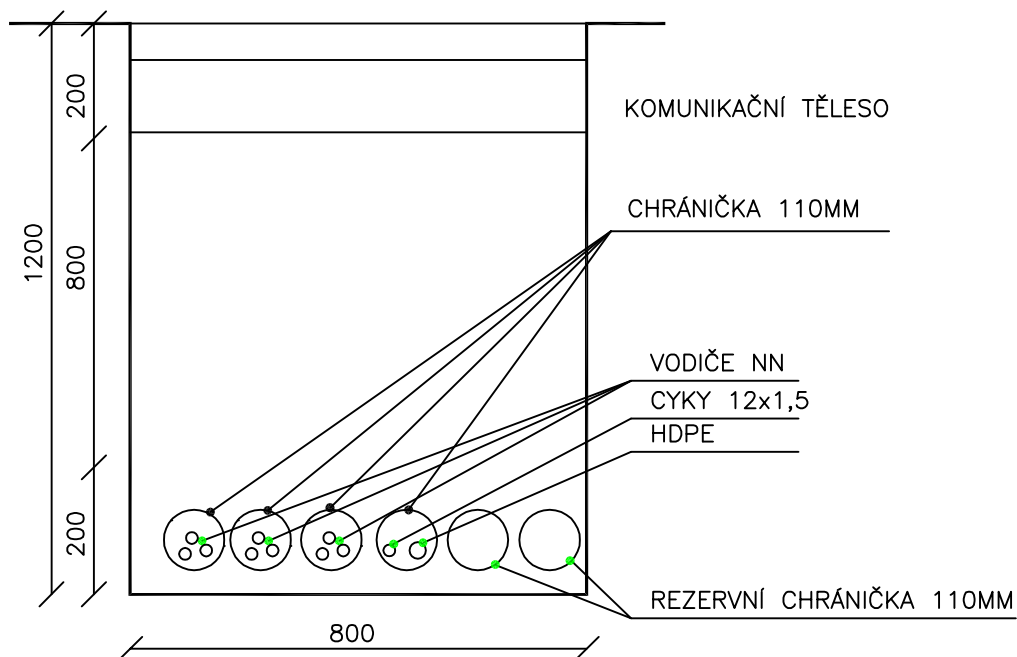 200
KOMUNIKAČNÍ TĚLESO
CHRÁNIČKA 110MM
1200
800
VODIČE NN
CYKY 12x1,5
HDPE
200
REZERVNÍ CHRÁNIČKA 110MM
800